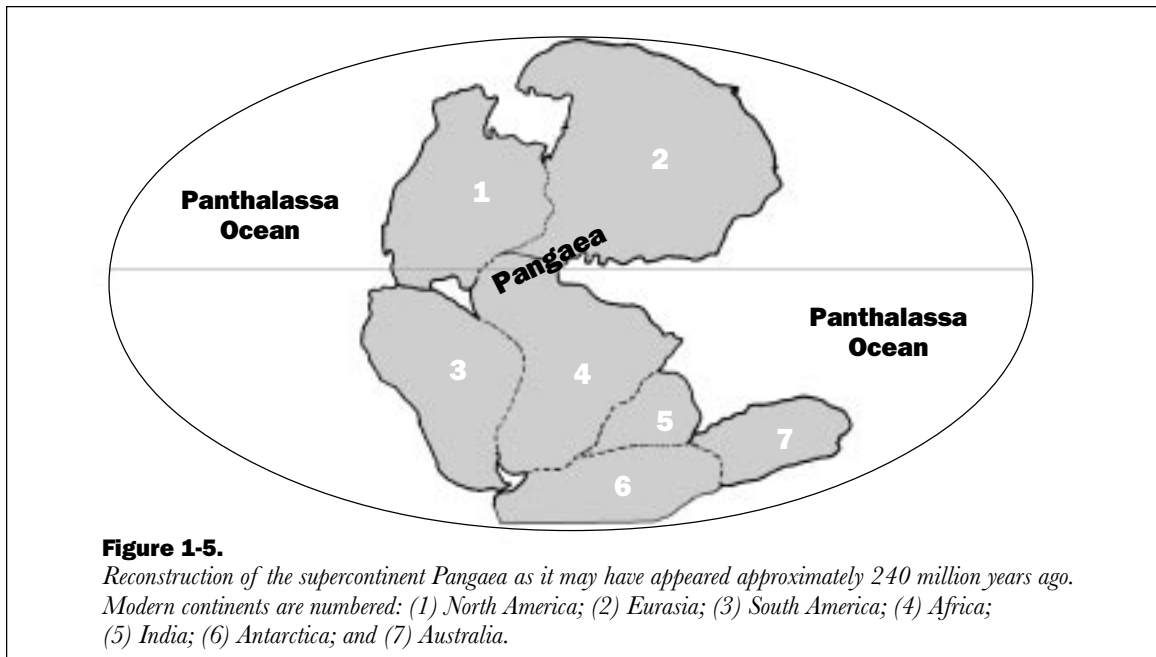 1
2
Panthalassa
Ocean
Pangaea
Panthalassa
Ocean
3
4
5
7
6
Figure 1-5.
Reconstruction of the supercontinent Pangaea as it may have appeared approximately 240 million years ago.
Modern continents are numbered: (1) North America; (2) Eurasia; (3) South America; (4) Africa;
(5) India; (6) Antarctica; and (7) Australia.